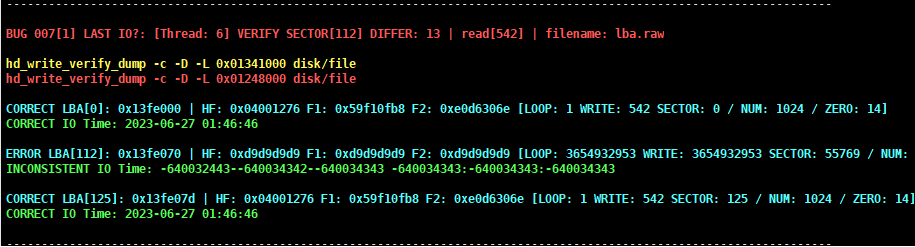 --------------------------------------------------------------------------------------------------------------------
BUG 007[1] LAST IO?: [Thread: 6] VERIFY SECTOR[112] DIFFER: 13 | read[542] | filename: lba.raw
hd_write_verify_dump -c -D -L 0x01341000 disk/file
hd_write_verify_dump -c -D -L 0x01248000 disk/file
CORRECT LBA[0]: 0x13fe000 | HF: 0x04001276 F1: 0x59f10fb8 F2: 0xe0d6306e [LOOP: 1 WRITE: 542 SECTOR: 0 / NUM: 1024 / ZERO: 14]
CORRECT IO Time: 2023-06-27 01:46:46
ERROR LBA[112]: 0x13fe070 | HF: 0xd9d9d9d9 F1: 0xd9d9d9d9 F2: 0xd9d9d9d9 [LOOP: 3654932953 WRITE: 3654932953 SECTOR: 55769 / NUM:
INCONSISTENT IO Time: -640032443--640034342--640034343 -640034343:-640034343:-640034343
CORRECT LBA[125]: 0x13fe07d | HF: 0x04001276 F1: 0x59f10fb8 F2: 0xe0d6306e [LOOP: 1 WRITE: 542 SECTOR: 125 / NUM: 1024 / ZERO: 14]
CORRECT IO Time: 2023-06-27 01:46:46
--------------------------------------------------------------------------------------------------------------------